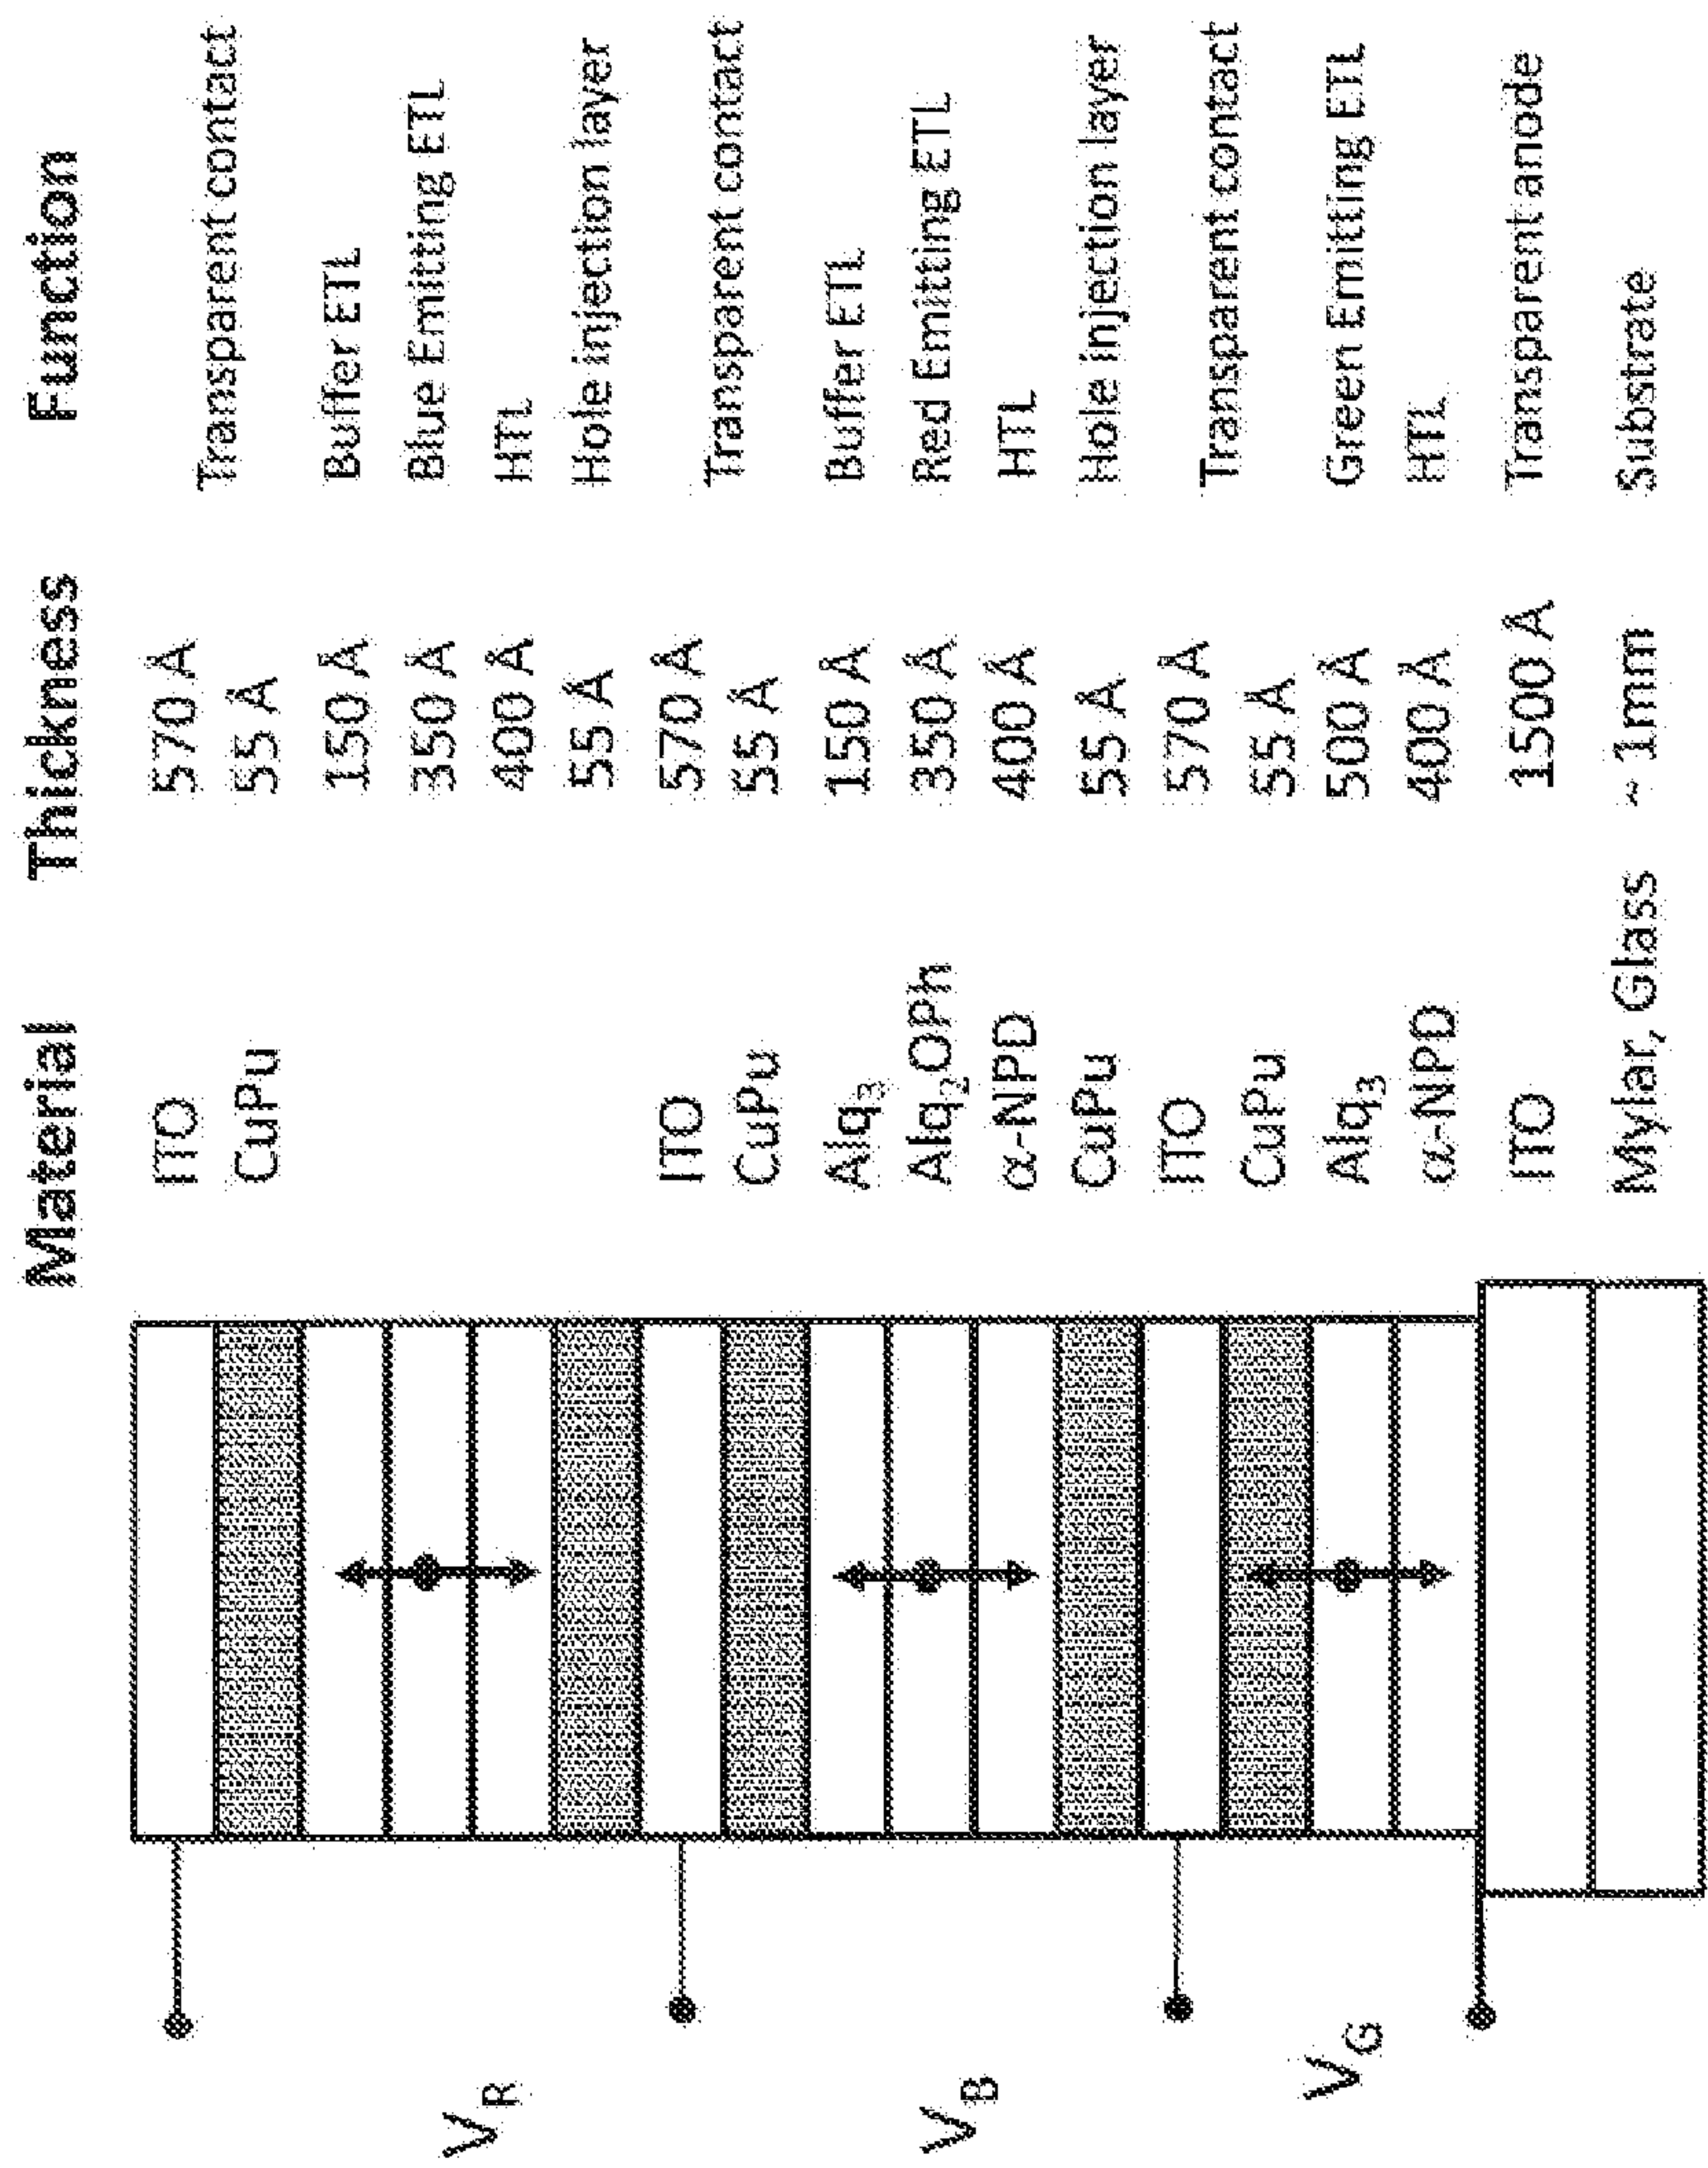 Material Thickness Function
ITO 570 Å Transparent contact
CuPu 55 Å
150 Å Buffer ETL
350 Å Blue Emitting ETL
400 Å HTL
55 Å Hole injection layer
ITO 570 Å Transparent contact
CuPu 55 Å
Alq3 150 Å Buffer ETL
Alq2OPh 350 Å Red Emitting ETL
α-NPD 400 Å HTL
CuPu 55 Å Hole injection layer
ITO 570 Å Transparent contact
CuPu 55 Å
Alq3 500 Å Green Emitting ETL
α-NPD 400 Å HTL
ITO 1500 Å Transparent anode
Mylar, Glass ~ 1mm Substrate
VR
VB
VG